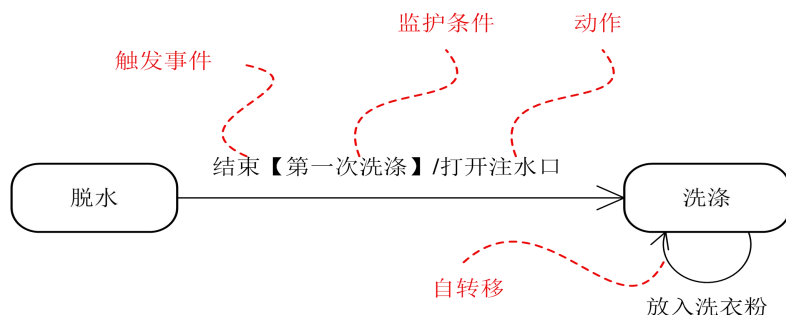 监护条件
动作
触发事件
结束【第一次洗涤】/打开注水口
脱水
洗涤
自转移
放入洗衣粉